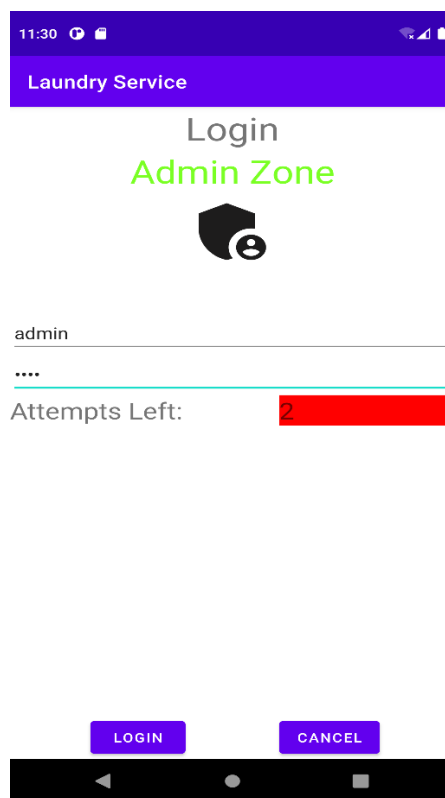 11:30
Laundry Service
Login
Admin Zone
admin
••••
Attempts Left: 2
LOGIN CANCEL